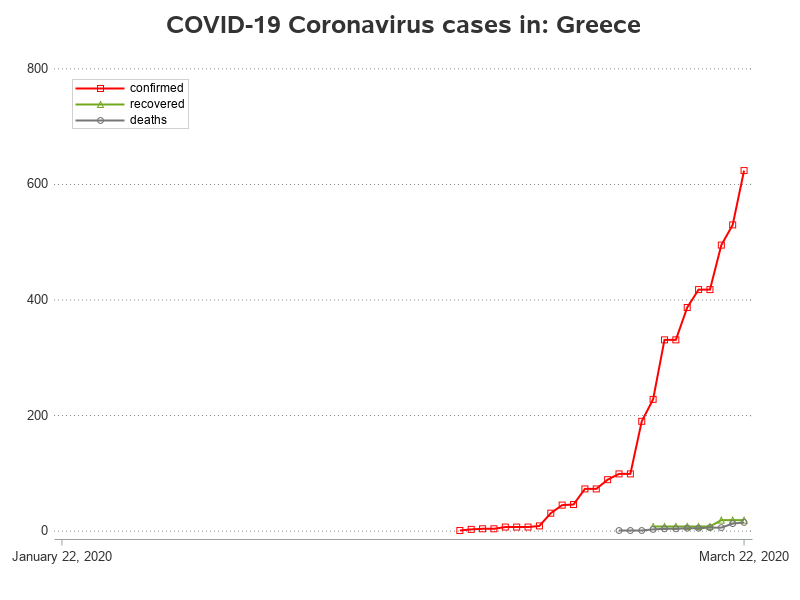 COVID-19 Coronavirus cases in: Greece
800
confirmed
recovered
deaths
600
400
200
0
January 22, 2020
March 22, 2020